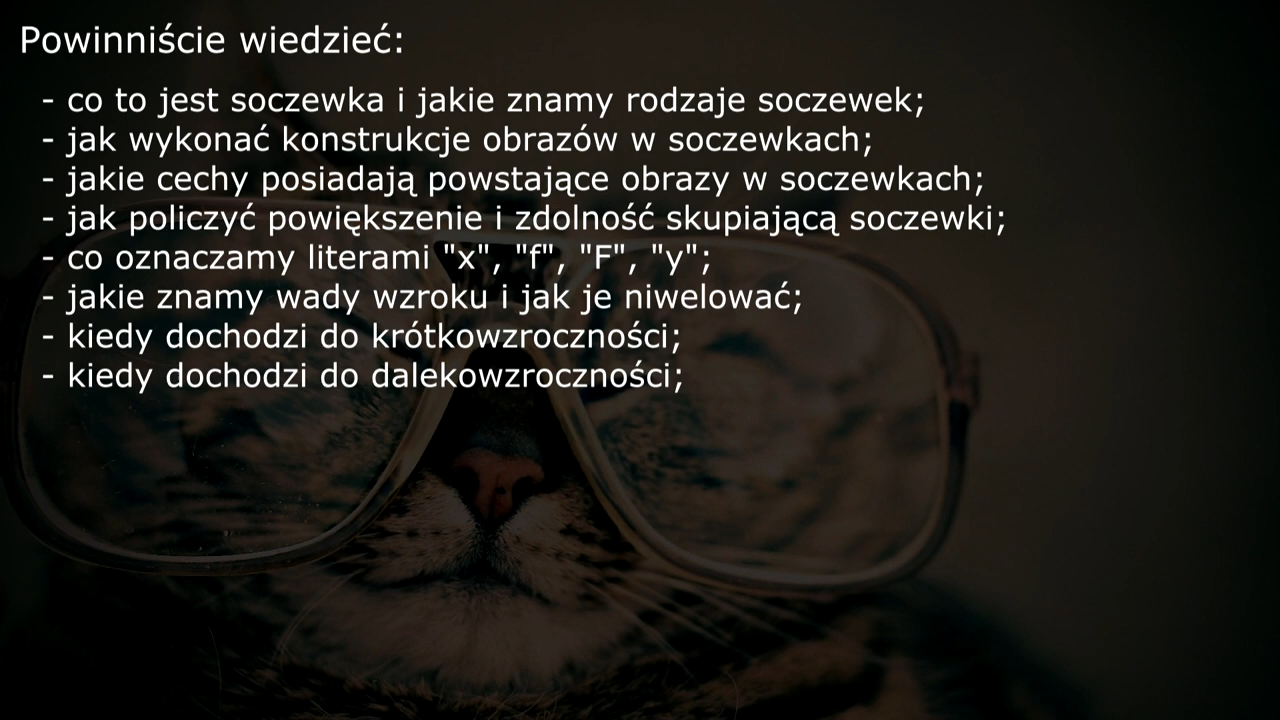 Powinniście wiedzieć:
- co to jest soczewka i jakie znamy rodzaje soczewek;
- jak wykonać konstrukcje obrazów w soczewkach;
- jakie cechy posiadają powstające obrazy w soczewkach;
- jak policzyć powiększenie i zdolność skupiającą soczewki;
- co oznaczamy literami "x", "f", "F", "y";
- jakie znamy wady wzroku i jak je niwelować;
- kiedy dochodzi do krótkowzroczności;
- kiedy dochodzi do dalekowzroczności;